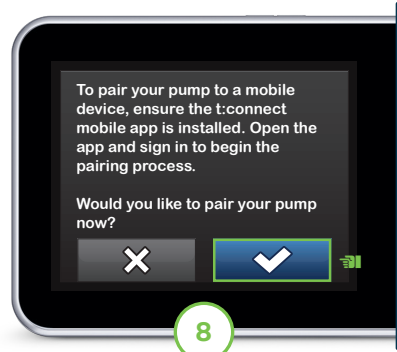 To pair your pump to a mobile
device, ensure the t:connect
mobile app is installed. Open the
app and sign in to begin the
pairing process.
Would you like to pair your pump
now?
8